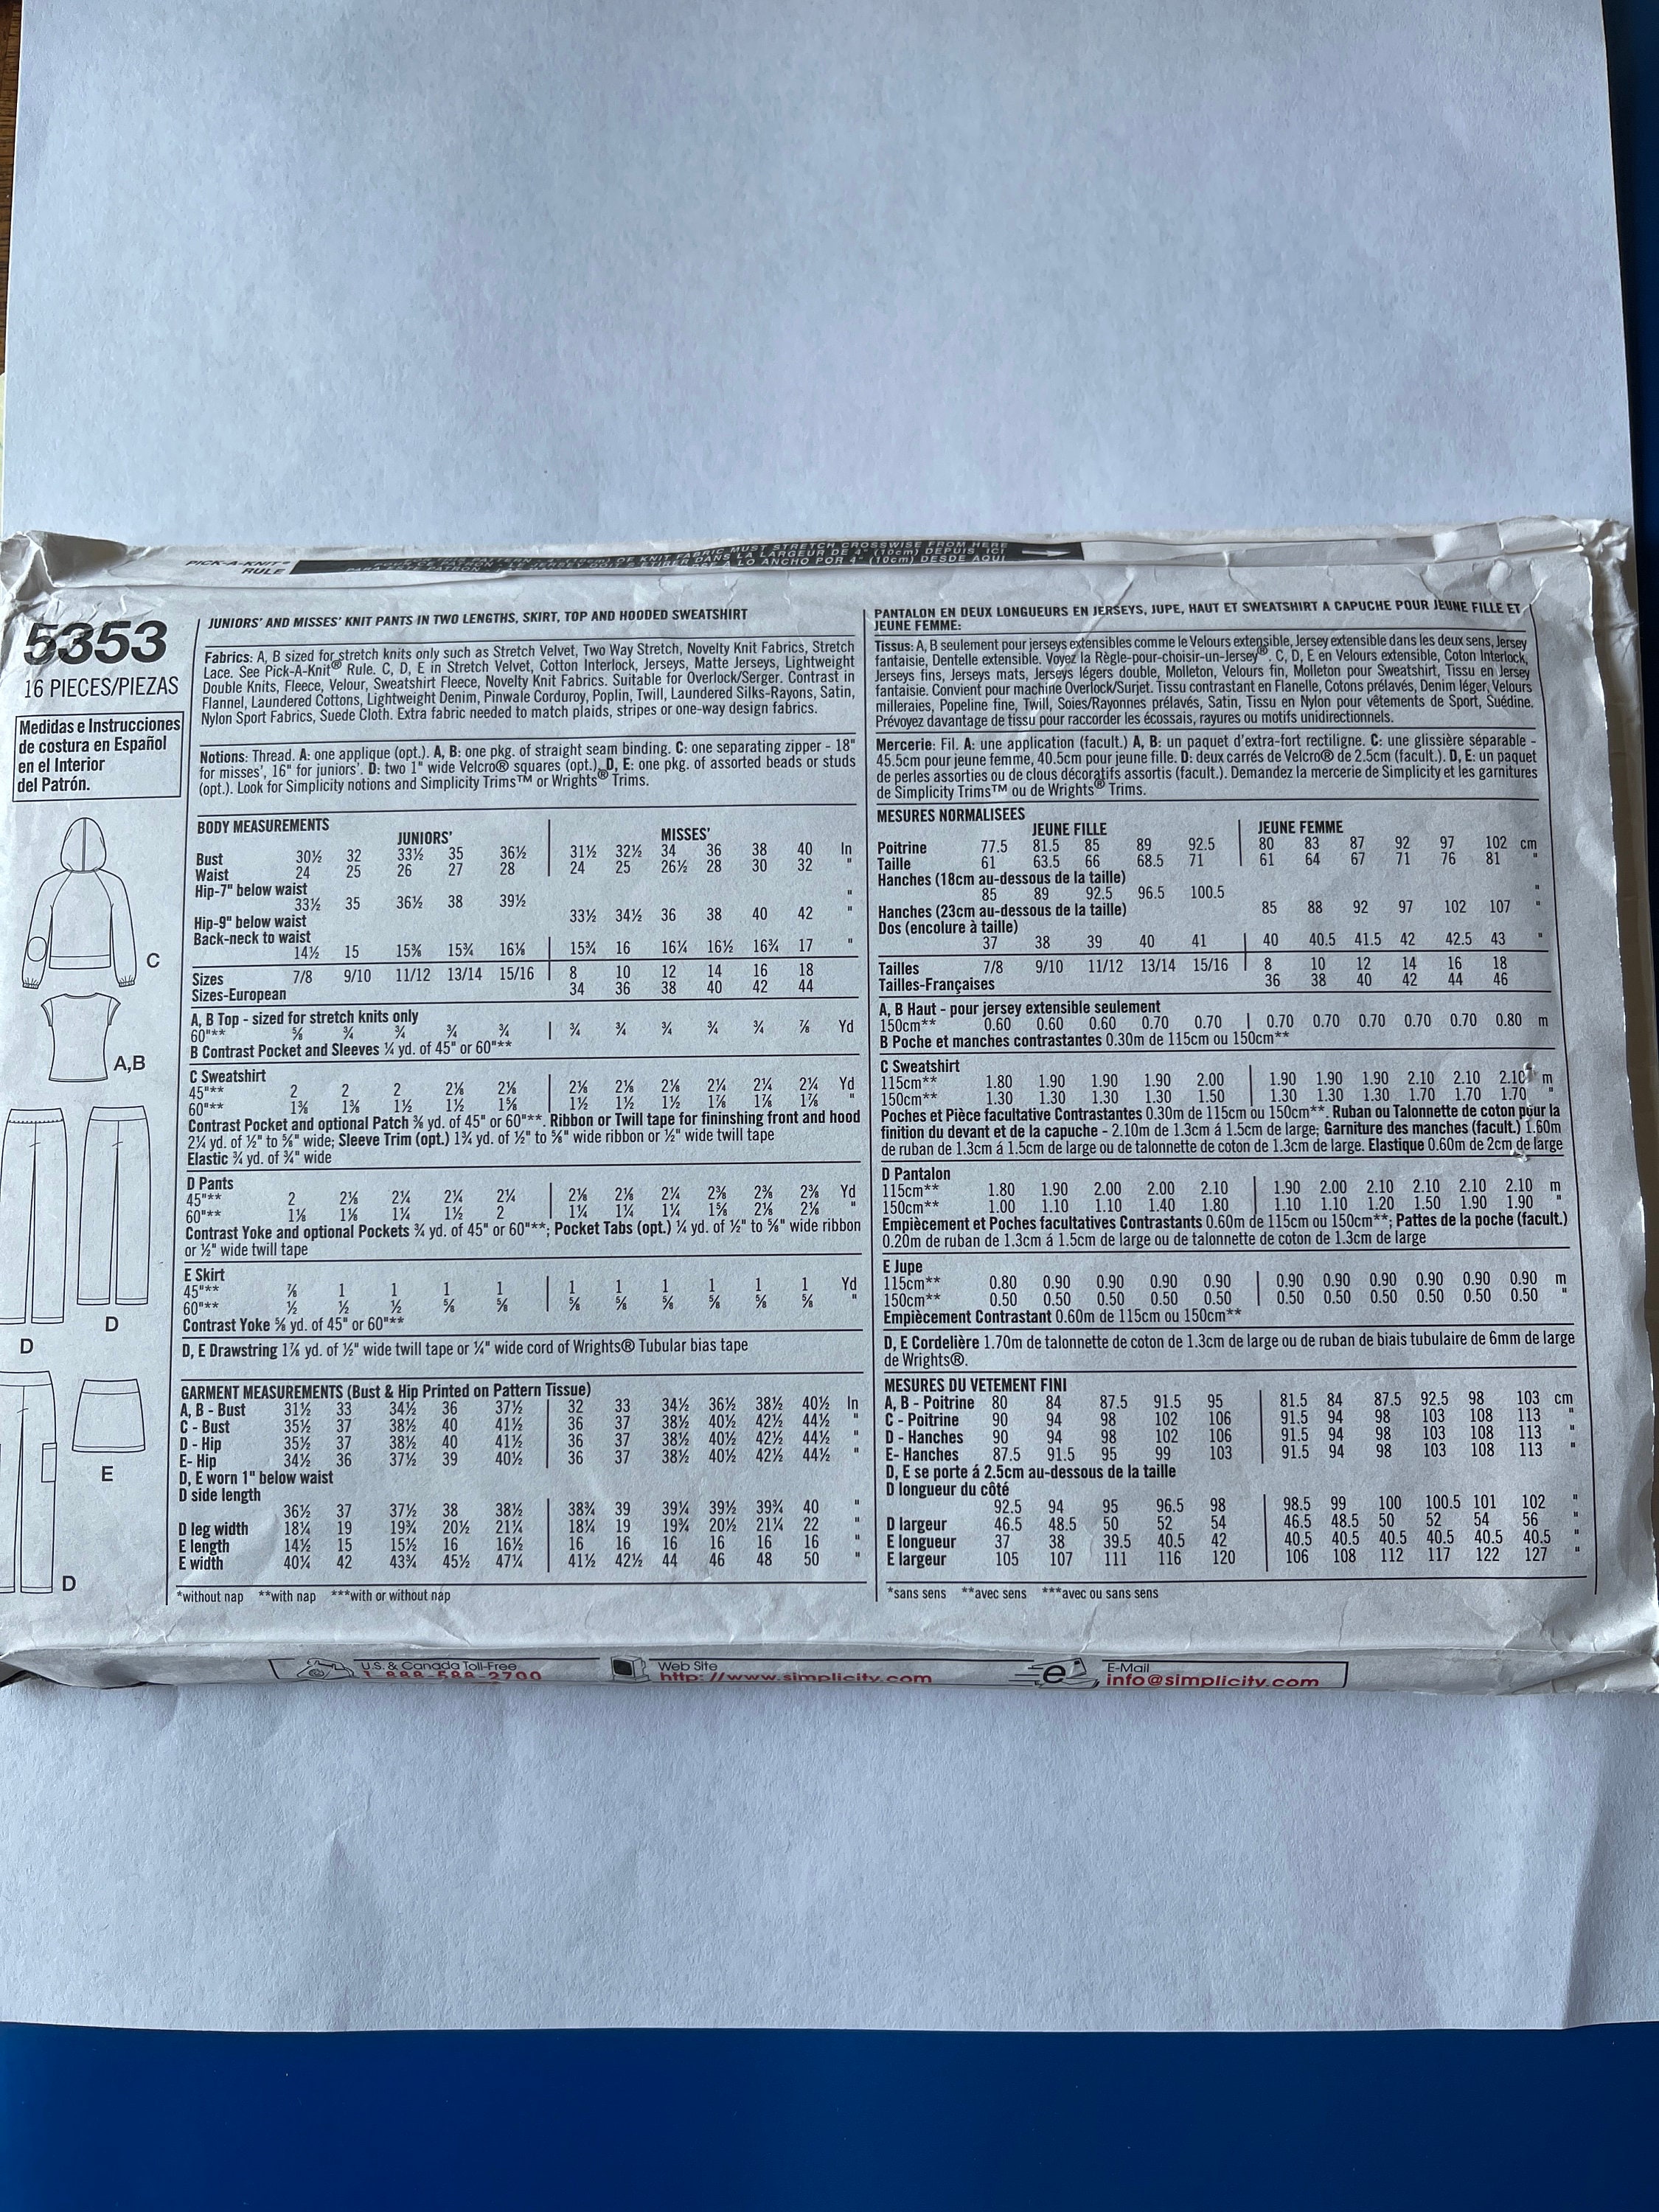 PICK-A-KNIT® RULE
OF KNIT FABRIC MUST STRETCH CROSSWISE FROM HERE
DANS LA LARGEUR DE 4" (10cm) DEPUIS ICI
A LO ANCHO POR 4" (10cm) DESDE AQUI
5353
16 PIECES/PIEZAS
Medidas e Instrucciones
de costura en Español
en el Interior
del Patrón.
C
A,B
D
D
E
D
JUNIORS' AND MISSES' KNIT PANTS IN TWO LENGTHS, SKIRT, TOP AND HOODED SWEATSHIRT
Fabrics: A, B sized for stretch knits only such as Stretch Velvet, Two Way Stretch, Novelty Knit Fabrics, Stretch
Lace. See Pick-A-Knit® Rule. C, D, E in Stretch Velvet, Cotton Interlock, Jerseys, Matte Jerseys, Lightweight
Double Knits, Fleece, Velour, Sweatshirt Fleece, Novelty Knit Fabrics. Suitable for Overlock/Serger. Contrast in
Flannel, Laundered Cottons, Lightweight Denim, Pinwale Corduroy, Poplin, Twill, Laundered Silks-Rayons, Satin,
Nylon Sport Fabrics, Suede Cloth. Extra fabric needed to match plaids, stripes or one-way design fabrics.
Notions: Thread. A: one applique (opt.). A, B: one pkg. of straight seam binding. C: one separating zipper - 18"
for misses', 16" for juniors'. D: two 1" wide Velcro® squares (opt.). D, E: one pkg. of assorted beads or studs
(opt.). Look for Simplicity notions and Simplicity Trims™ or Wrights® Trims.
BODY MEASUREMENTS
JUNIORS' MISSES'
Bust 30½ 32 33½ 35 36½ 31½ 32½ 34 36 38 40 In
Waist 24 25 26 27 28 24 25 26½ 28 30 32 "
Hip-7" below waist
33½ 35 36½ 38 39½ "
Hip-9" below waist
33½ 34½ 36 38 40 42 "
Back-neck to waist
14½ 15 15⅜ 15¾ 16⅛ 15¾ 16 16¼ 16½ 16¾ 17 "
Sizes 7/8 9/10 11/12 13/14 15/16 8 10 12 14 16 18
Sizes-European 34 36 38 40 42 44
A, B Top - sized for stretch knits only
60"** ⅝ ¾ ¾ ¾ ¾ ¾ ¾ ¾ ¾ ¾ ⅞ Yd
B Contrast Pocket and Sleeves ¼ yd. of 45" or 60"**
C Sweatshirt
45"** 2 2 2 2⅛ 2⅛ 2⅛ 2⅛ 2⅛ 2¼ 2¼ 2¼ Yd
60"** 1⅜ 1⅜ 1½ 1½ 1⅝ 1½ 1½ 1½ 1⅞ 1⅞ 1⅞ "
Contrast Pocket and optional Patch ⅜ yd. of 45" or 60"**. Ribbon or Twill tape for fininshing front and hood
2¼ yd. of ½" to ⅝" wide; Sleeve Trim (opt.) 1¾ yd. of ½" to ⅝" wide ribbon or ½" wide twill tape
Elastic ¾ yd. of ¾" wide
D Pants
45"** 2 2⅛ 2¼ 2¼ 2¼ 2⅛ 2⅛ 2¼ 2⅜ 2⅜ 2⅜ Yd
60"** 1⅛ 1⅛ 1¼ 1½ 2 1¼ 1¼ 1¼ 1⅝ 2⅛ 2⅛ "
Contrast Yoke and optional Pockets ¾ yd. of 45" or 60"**; Pocket Tabs (opt.) ¼ yd. of ½" to ⅝" wide ribbon
or ½" wide twill tape
E Skirt
45"** ⅞ 1 1 1 1 1 1 1 1 1 1 Yd
60"** ½ ½ ½ ⅝ ⅝ ⅝ ⅝ ⅝ ⅝ ⅝ ⅝ "
Contrast Yoke ⅝ yd. of 45" or 60"**
D, E Drawstring 1⅞ yd. of ½" wide twill tape or ¼" wide cord of Wrights® Tubular bias tape
GARMENT MEASUREMENTS (Bust & Hip Printed on Pattern Tissue)
A, B - Bust 31½ 33 34½ 36 37½ 32 33 34½ 36½ 38½ 40½ In
C - Bust 35½ 37 38½ 40 41½ 36 37 38½ 40½ 42½ 44½ "
D - Hip 35½ 37 38½ 40 41½ 36 37 38½ 40½ 42½ 44½ "
E- Hip 34½ 36 37½ 39 40½ 36 37 38½ 40½ 42½ 44½ "
D, E worn 1" below waist
D side length
36½ 37 37½ 38 38½ 38¾ 39 39¼ 39½ 39¾ 40 "
D leg width 18¼ 19 19¾ 20½ 21¼ 18¼ 19 19¾ 20½ 21¼ 22 "
E length 14½ 15 15½ 16 16½ 16 16 16 16 16 16 "
E width 40¼ 42 43¾ 45½ 47¼ 41½ 42½ 44 46 48 50 "
*without nap **with nap ***with or without nap
PANTALON EN DEUX LONGUEURS EN JERSEYS, JUPE, HAUT ET SWEATSHIRT A CAPUCHE POUR JEUNE FILLE ET
JEUNE FEMME:
Tissus: A, B seulement pour jerseys extensibles comme le Velours extensible, Jersey extensible dans les deux sens, Jersey
fantaisie, Dentelle extensible. Voyez la Règle-pour-choisir-un-Jersey®. C, D, E en Velours extensible, Coton Interlock,
Jerseys fins, Jerseys mats, Jerseys légers double, Molleton, Velours fin, Molleton pour Sweatshirt, Tissu en Jersey
fantaisie. Convient pour machine Overlock/Surjet. Tissu contrastant en Flanelle, Cotons prélavés, Denim léger, Velours
milleraies, Popeline fine, Twill, Soies/Rayonnes prélavés, Satin, Tissu en Nylon pour vêtements de Sport, Suédine.
Prévoyez davantage de tissu pour raccorder les écossais, rayures ou motifs unidirectionnels.
Mercerie: Fil. A: une application (facult.) A, B: un paquet d'extra-fort rectiligne. C: une glissière séparable -
45.5cm pour jeune femme, 40.5cm pour jeune fille. D: deux carrés de Velcro® de 2.5cm (facult.). D, E: un paquet
de perles assorties ou de clous décoratifs assortis (facult.). Demandez la mercerie de Simplicity et les garnitures
de Simplicity Trims™ ou de Wrights® Trims.
MESURES NORMALISEES
JEUNE FILLE JEUNE FEMME
Poitrine 77.5 81.5 85 89 92.5 80 83 87 92 97 102 cm
Taille 61 63.5 66 68.5 71 61 64 67 71 76 81 "
Hanches (18cm au-dessous de la taille)
85 89 92.5 96.5 100.5 "
Hanches (23cm au-dessous de la taille) 85 88 92 97 102 107 "
Dos (encolure à taille)
37 38 39 40 41 40 40.5 41.5 42 42.5 43 "
Tailles 7/8 9/10 11/12 13/14 15/16 8 10 12 14 16 18
Tailles-Françaises 36 38 40 42 44 46
A, B Haut - pour jersey extensible seulement
150cm** 0.60 0.60 0.60 0.70 0.70 0.70 0.70 0.70 0.70 0.70 0.80 m
B Poche et manches contrastantes 0.30m de 115cm ou 150cm**
C Sweatshirt
115cm** 1.80 1.90 1.90 1.90 2.00 1.90 1.90 1.90 2.10 2.10 2.10 m
150cm** 1.30 1.30 1.30 1.30 1.50 1.30 1.30 1.30 1.70 1.70 1.70 "
Poches et Pièce facultative Contrastantes 0.30m de 115cm ou 150cm**. Ruban ou Talonnette de coton pour la
finition du devant et de la capuche - 2.10m de 1.3cm á 1.5cm de large; Garniture des manches (facult.) 1.60m
de ruban de 1.3cm á 1.5cm de large ou de talonnette de coton de 1.3cm de large. Elastique 0.60m de 2cm de large
D Pantalon
115cm** 1.80 1.90 2.00 2.00 2.10 1.90 2.00 2.10 2.10 2.10 2.10 m
150cm** 1.00 1.10 1.10 1.40 1.80 1.10 1.10 1.20 1.50 1.90 1.90 "
Empiècement et Poches facultatives Contrastants 0.60m de 115cm ou 150cm**; Pattes de la poche (facult.)
0.20m de ruban de 1.3cm á 1.5cm de large ou de talonnette de coton de 1.3cm de large
E Jupe
115cm** 0.80 0.90 0.90 0.90 0.90 0.90 0.90 0.90 0.90 0.90 0.90 m
150cm** 0.50 0.50 0.50 0.50 0.50 0.50 0.50 0.50 0.50 0.50 0.50 "
Empiècement Contrastant 0.60m de 115cm ou 150cm**
D, E Cordelière 1.70m de talonnette de coton de 1.3cm de large ou de ruban de biais tubulaire de 6mm de large
de Wrights®.
MESURES DU VETEMENT FINI
A, B - Poitrine 80 84 87.5 91.5 95 81.5 84 87.5 92.5 98 103 cm
C - Poitrine 90 94 98 102 106 91.5 94 98 103 108 113 "
D - Hanches 90 94 98 102 106 91.5 94 98 103 108 113 "
E- Hanches 87.5 91.5 95 99 103 91.5 94 98 103 108 113 "
D, E se porte á 2.5cm au-dessous de la taille
D longueur du côté
92.5 94 95 96.5 98 98.5 99 100 100.5 101 102 "
D largeur 46.5 48.5 50 52 54 46.5 48.5 50 52 54 56 "
E longueur 37 38 39.5 40.5 42 40.5 40.5 40.5 40.5 40.5 40.5 "
E largeur 105 107 111 116 120 106 108 112 117 122 127 "
*sans sens **avec sens ***avec ou sans sens
U.S. & Canada Toll-Free
1-888-588-2700
Web Site
http://www.simplicity.com
E-Mail
info@simplicity.com